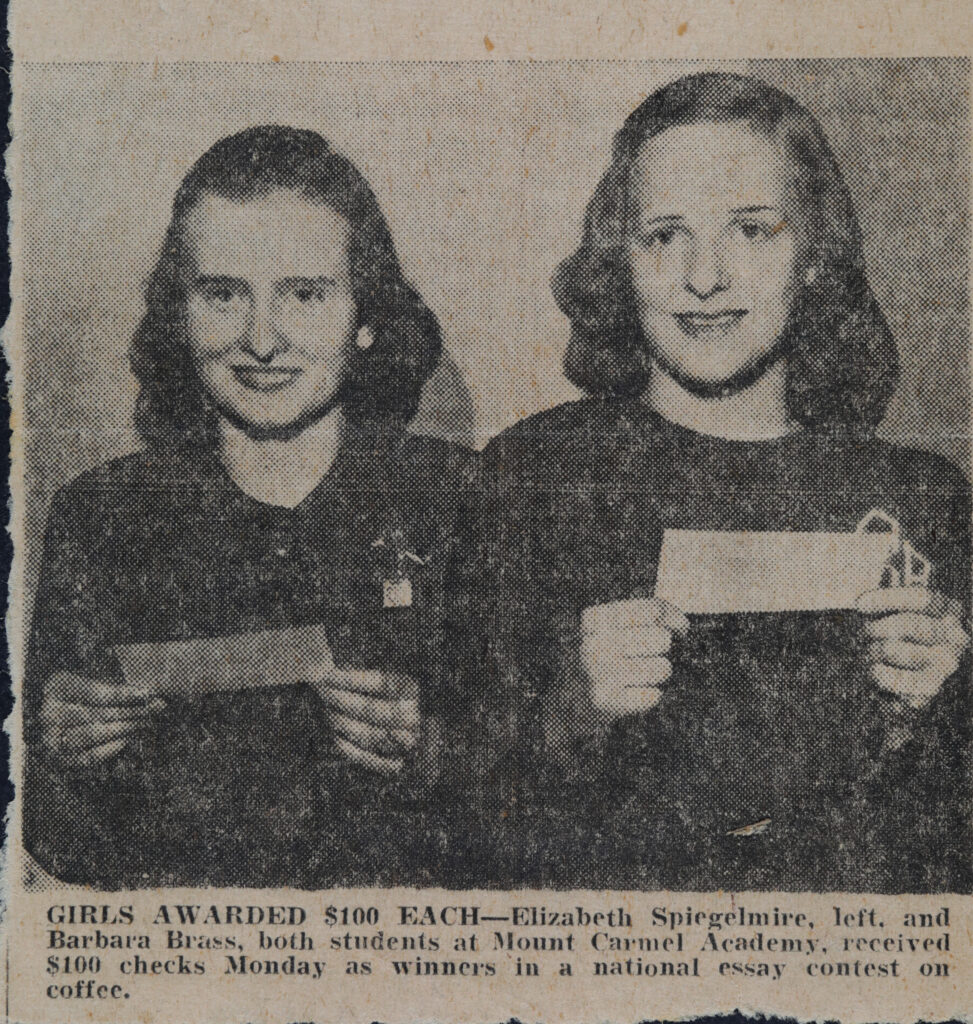 GIRLS AWARDED $100 EACH—Elizabeth Spiegelmire, left, and
Barbara Brass, both students at Mount Carmel Academy, received
$100 checks Monday as winners in a national essay contest on
coffee.